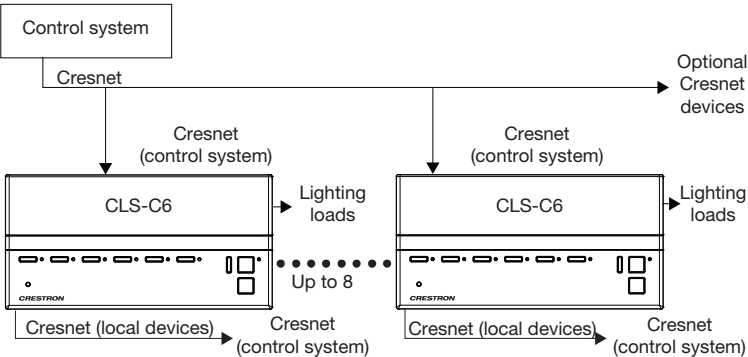 Control system
Cresnet
Optional
Cresnet
devices
Cresnet
(control system)
Cresnet
(control system)
CLS-C6
Lighting
loads
CLS-C6
Lighting
loads
Up to 8
CRESTRON
CRESTRON
Cresnet (local devices)
Cresnet
(control system)
Cresnet (local devices)
Cresnet
(control system)